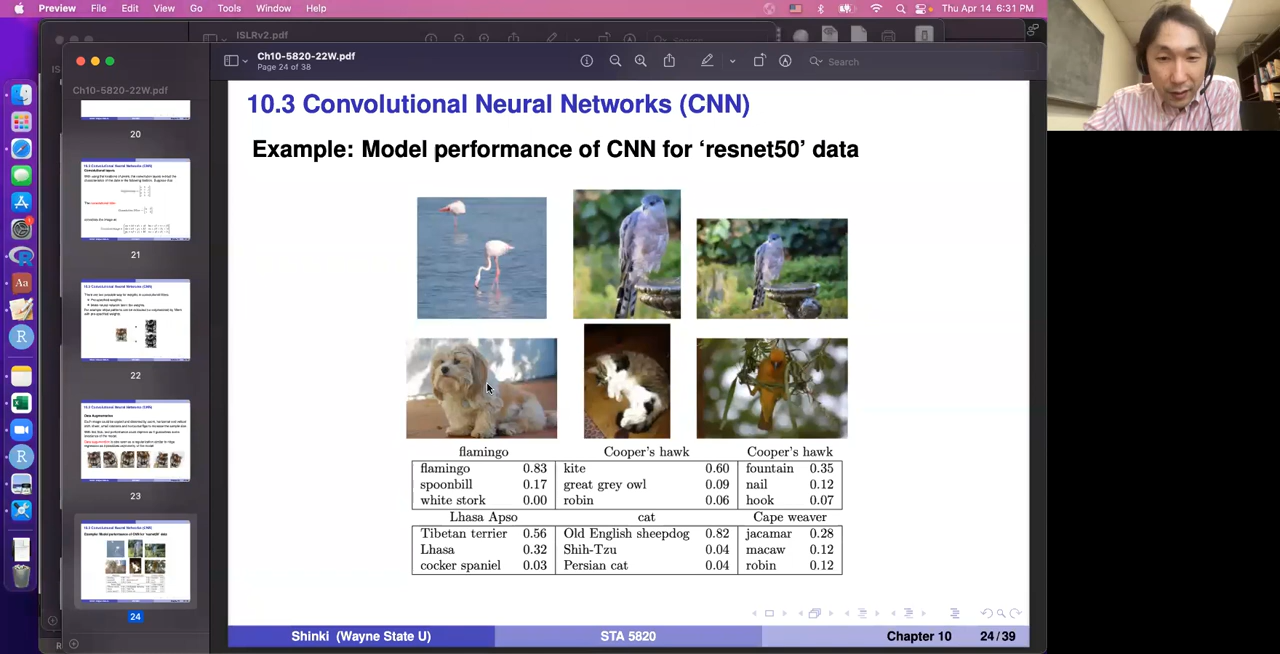 Preview File Edit View Go Tools Window Help
Thu Apr 14 6:31 PM
ISLRv2.pdf
Ch10-5820-22W.pdf
Page 24 of 38
Search
Ch10-5820-22W.pdf
20
21
22
23
24
10.3 Convolutional Neural Networks (CNN)
Example: Model performance of CNN for ‘resnet50’ data
flamingo Cooper's hawk Cooper's hawk
flamingo 0.83 kite 0.60 fountain 0.35
spoonbill 0.17 great grey owl 0.09 nail 0.12
white stork 0.00 robin 0.06 hook 0.07
Lhasa Apso cat Cape weaver
Tibetan terrier 0.56 Old English sheepdog 0.82 jacamar 0.28
Lhasa 0.32 Shih-Tzu 0.04 macaw 0.12
cocker spaniel 0.03 Persian cat 0.04 robin 0.12
Shinki (Wayne State U) STA 5820 Chapter 10 24/39